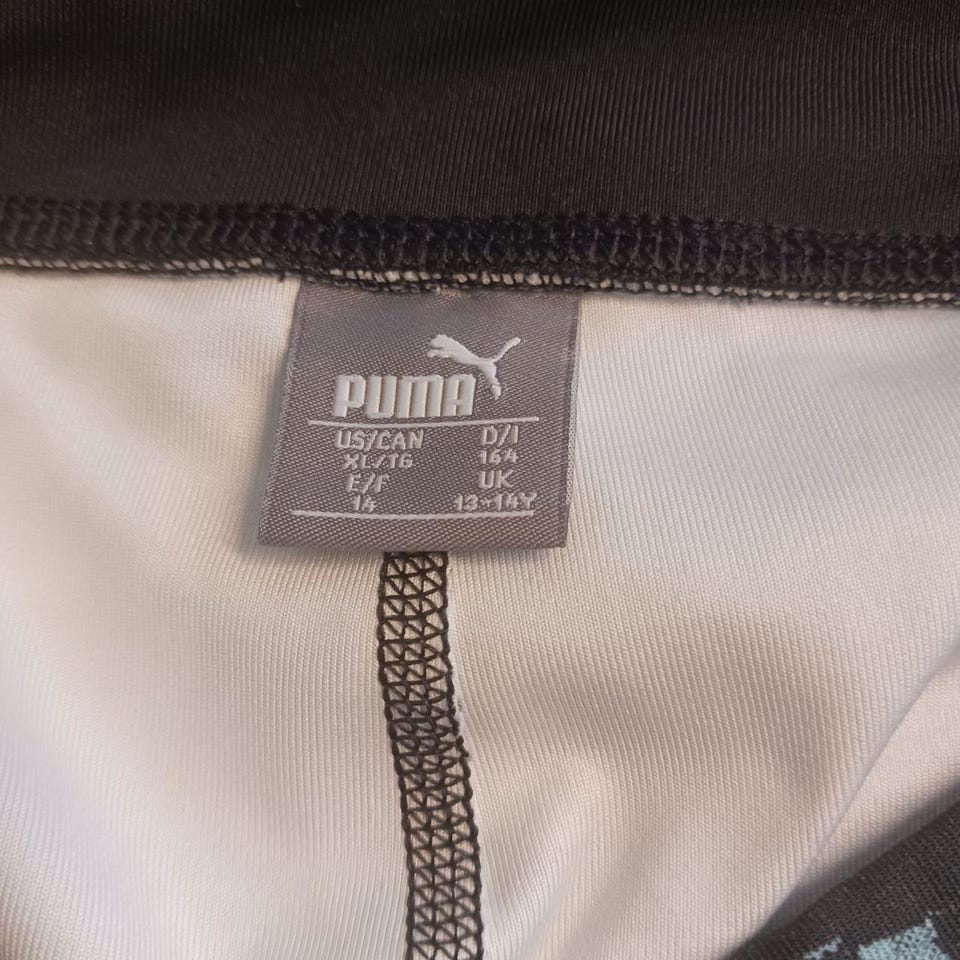 PUMA
US/CAN D/I
XL/TG 164
E/F UK
14 13-14Y